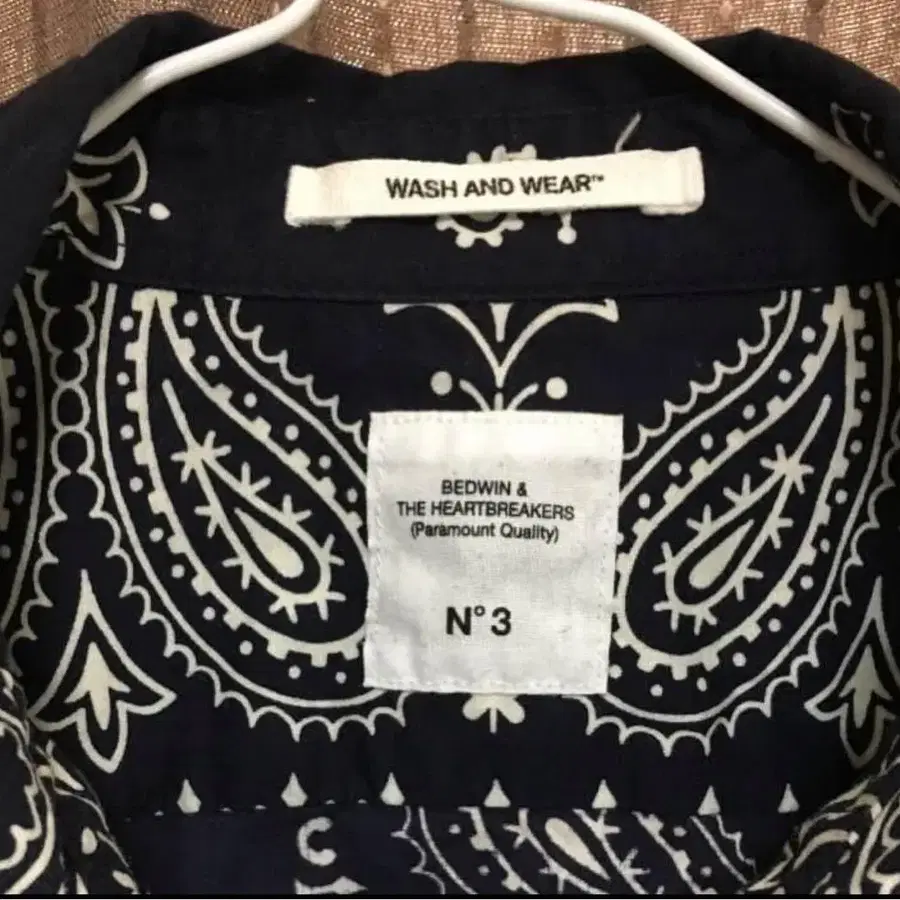 WASH AND WEAR™
BEDWIN &
THE HEARTBREAKERS
(Paramount Quality)
N° 3